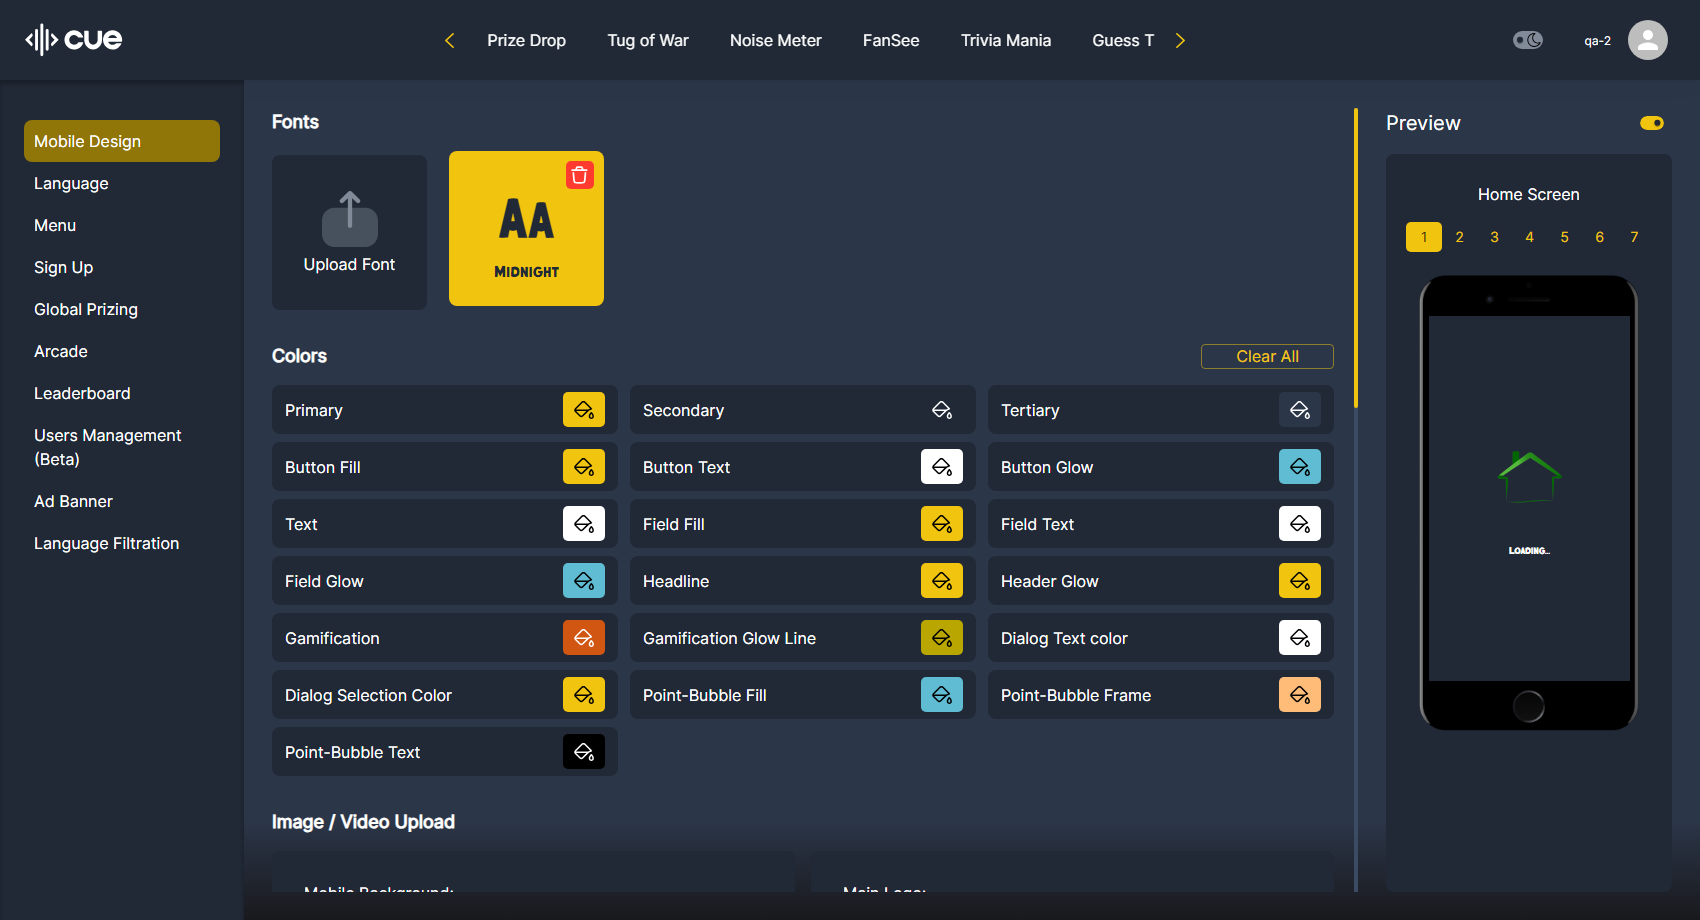 cue
Prize Drop
Tug of War
Noise Meter
FanSee
Trivia Mania
Guess T
qa-2
Mobile Design
Language
Menu
Sign Up
Global Prizing
Arcade
Leaderboard
Users Management
(Beta)
Ad Banner
Language Filtration
Fonts
Upload Font
AA
MIDNIGHT
Colors
Clear All
Primary
Secondary
Tertiary
Button Fill
Button Text
Button Glow
Text
Field Fill
Field Text
Field Glow
Headline
Header Glow
Gamification
Gamification Glow Line
Dialog Text color
Dialog Selection Color
Point-Bubble Fill
Point-Bubble Frame
Point-Bubble Text
Image / Video Upload
Mobile Background:
Main Logo:
Preview
Home Screen
1 2 3 4 5 6 7
LOADING...